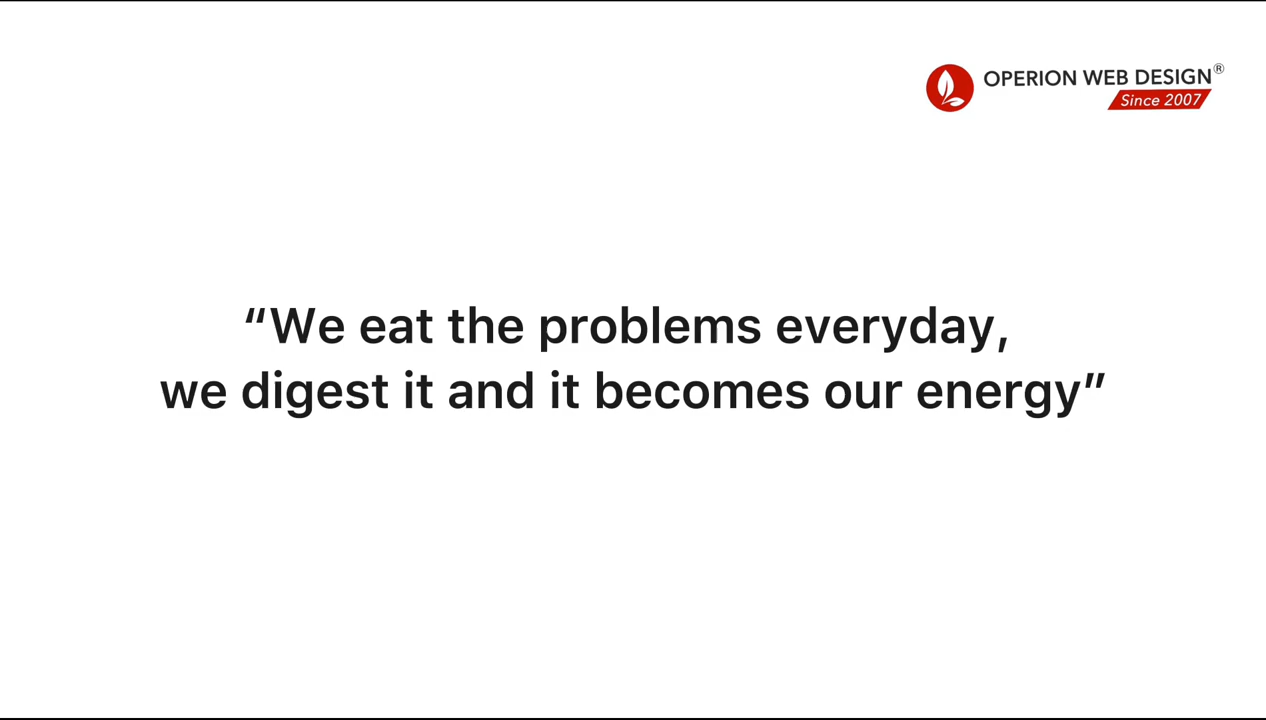 OPERION WEB DESIGN®
Since 2007
“We eat the problems everyday,
we digest it and it becomes our energy”